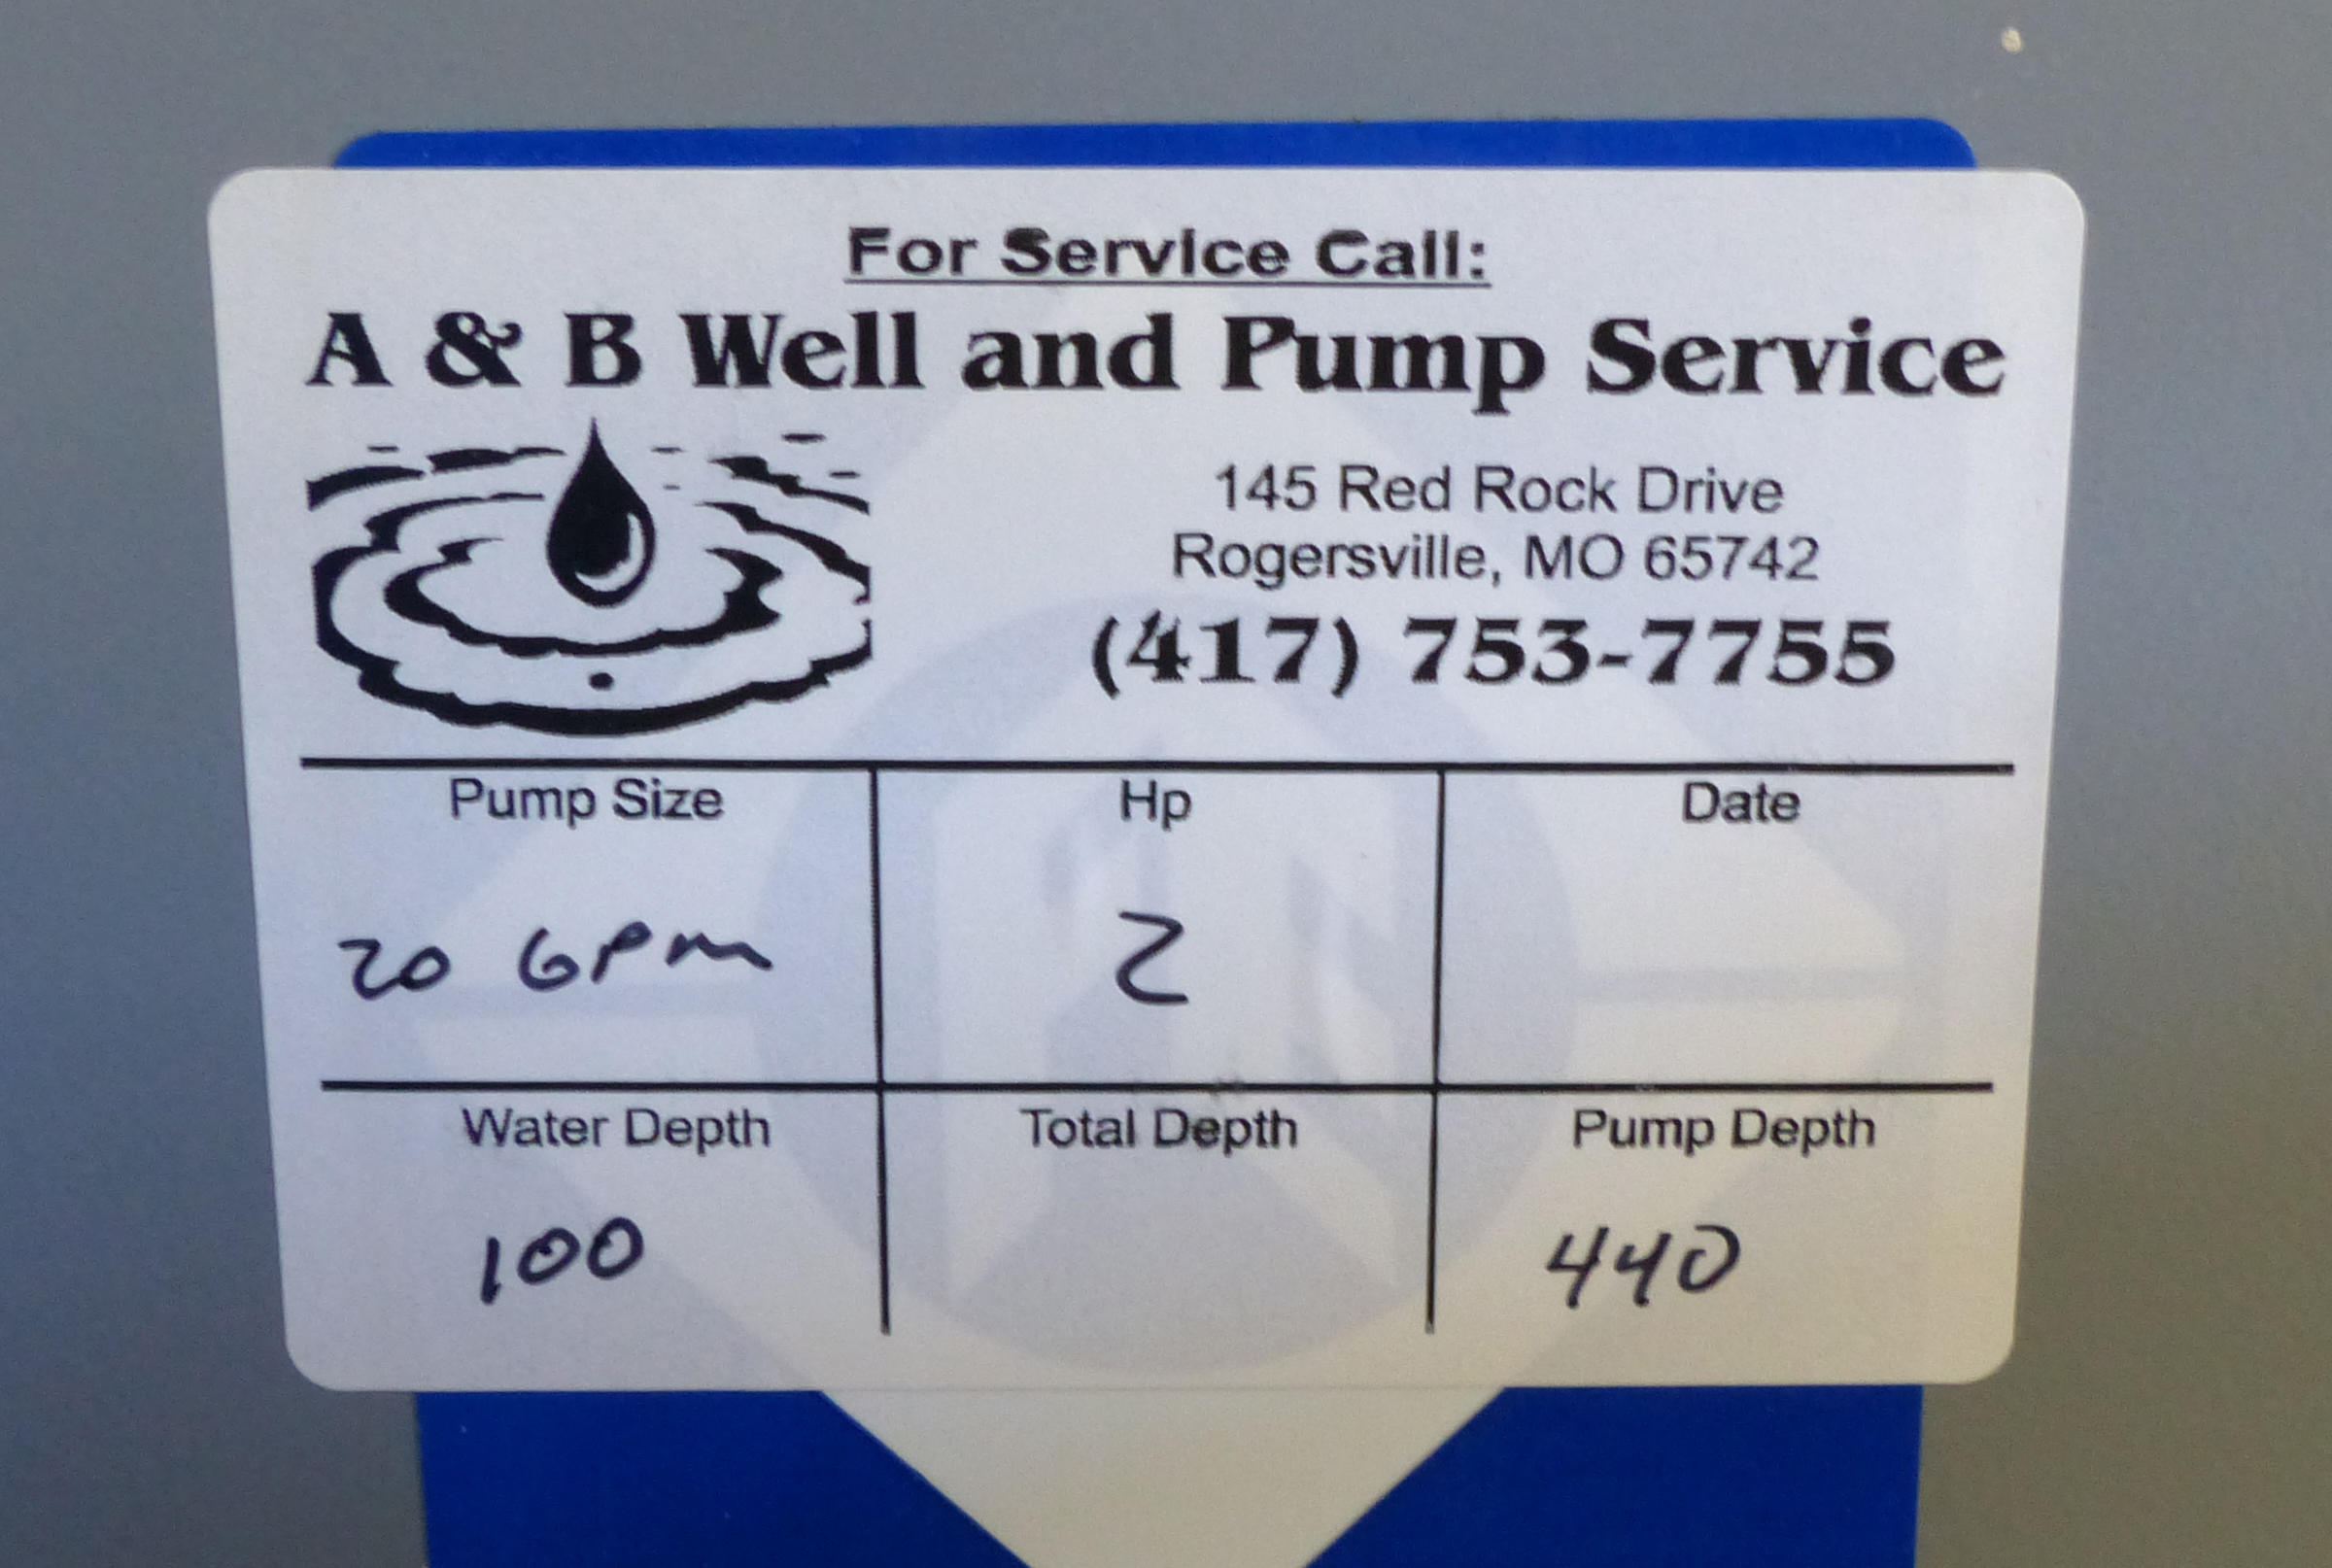 For Service Call:
A & B Well and Pump Service
145 Red Rock Drive
Rogersville, MO 65742
(417) 753-7755
Pump Size Hp Date
20 GPM 2
Water Depth Total Depth Pump Depth
100 440